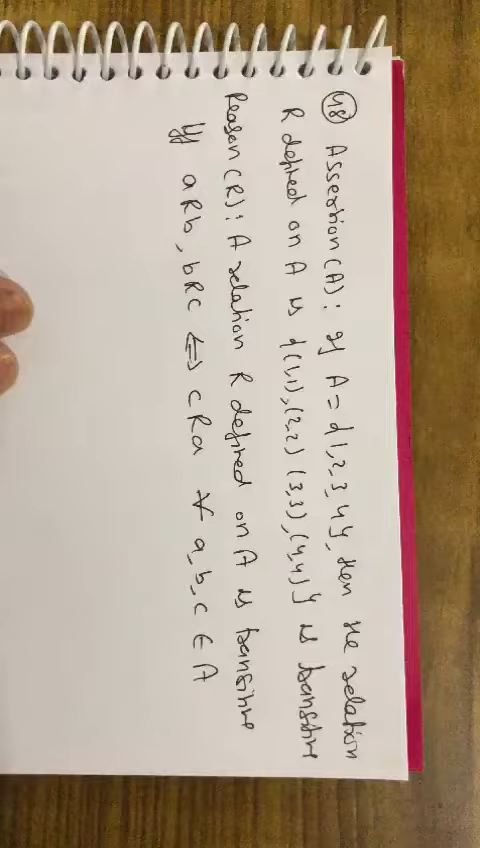 48 Assertion (A): If A = {1,2,3,4}, then the relation
R defined on A is {(1,1), (2,2) (3,3), (4,4)} is transitive
Reason (R): A relation R defined on A is transitive
iff aRb, bRc ⇔ cRa ∀ a, b, c ∈ A